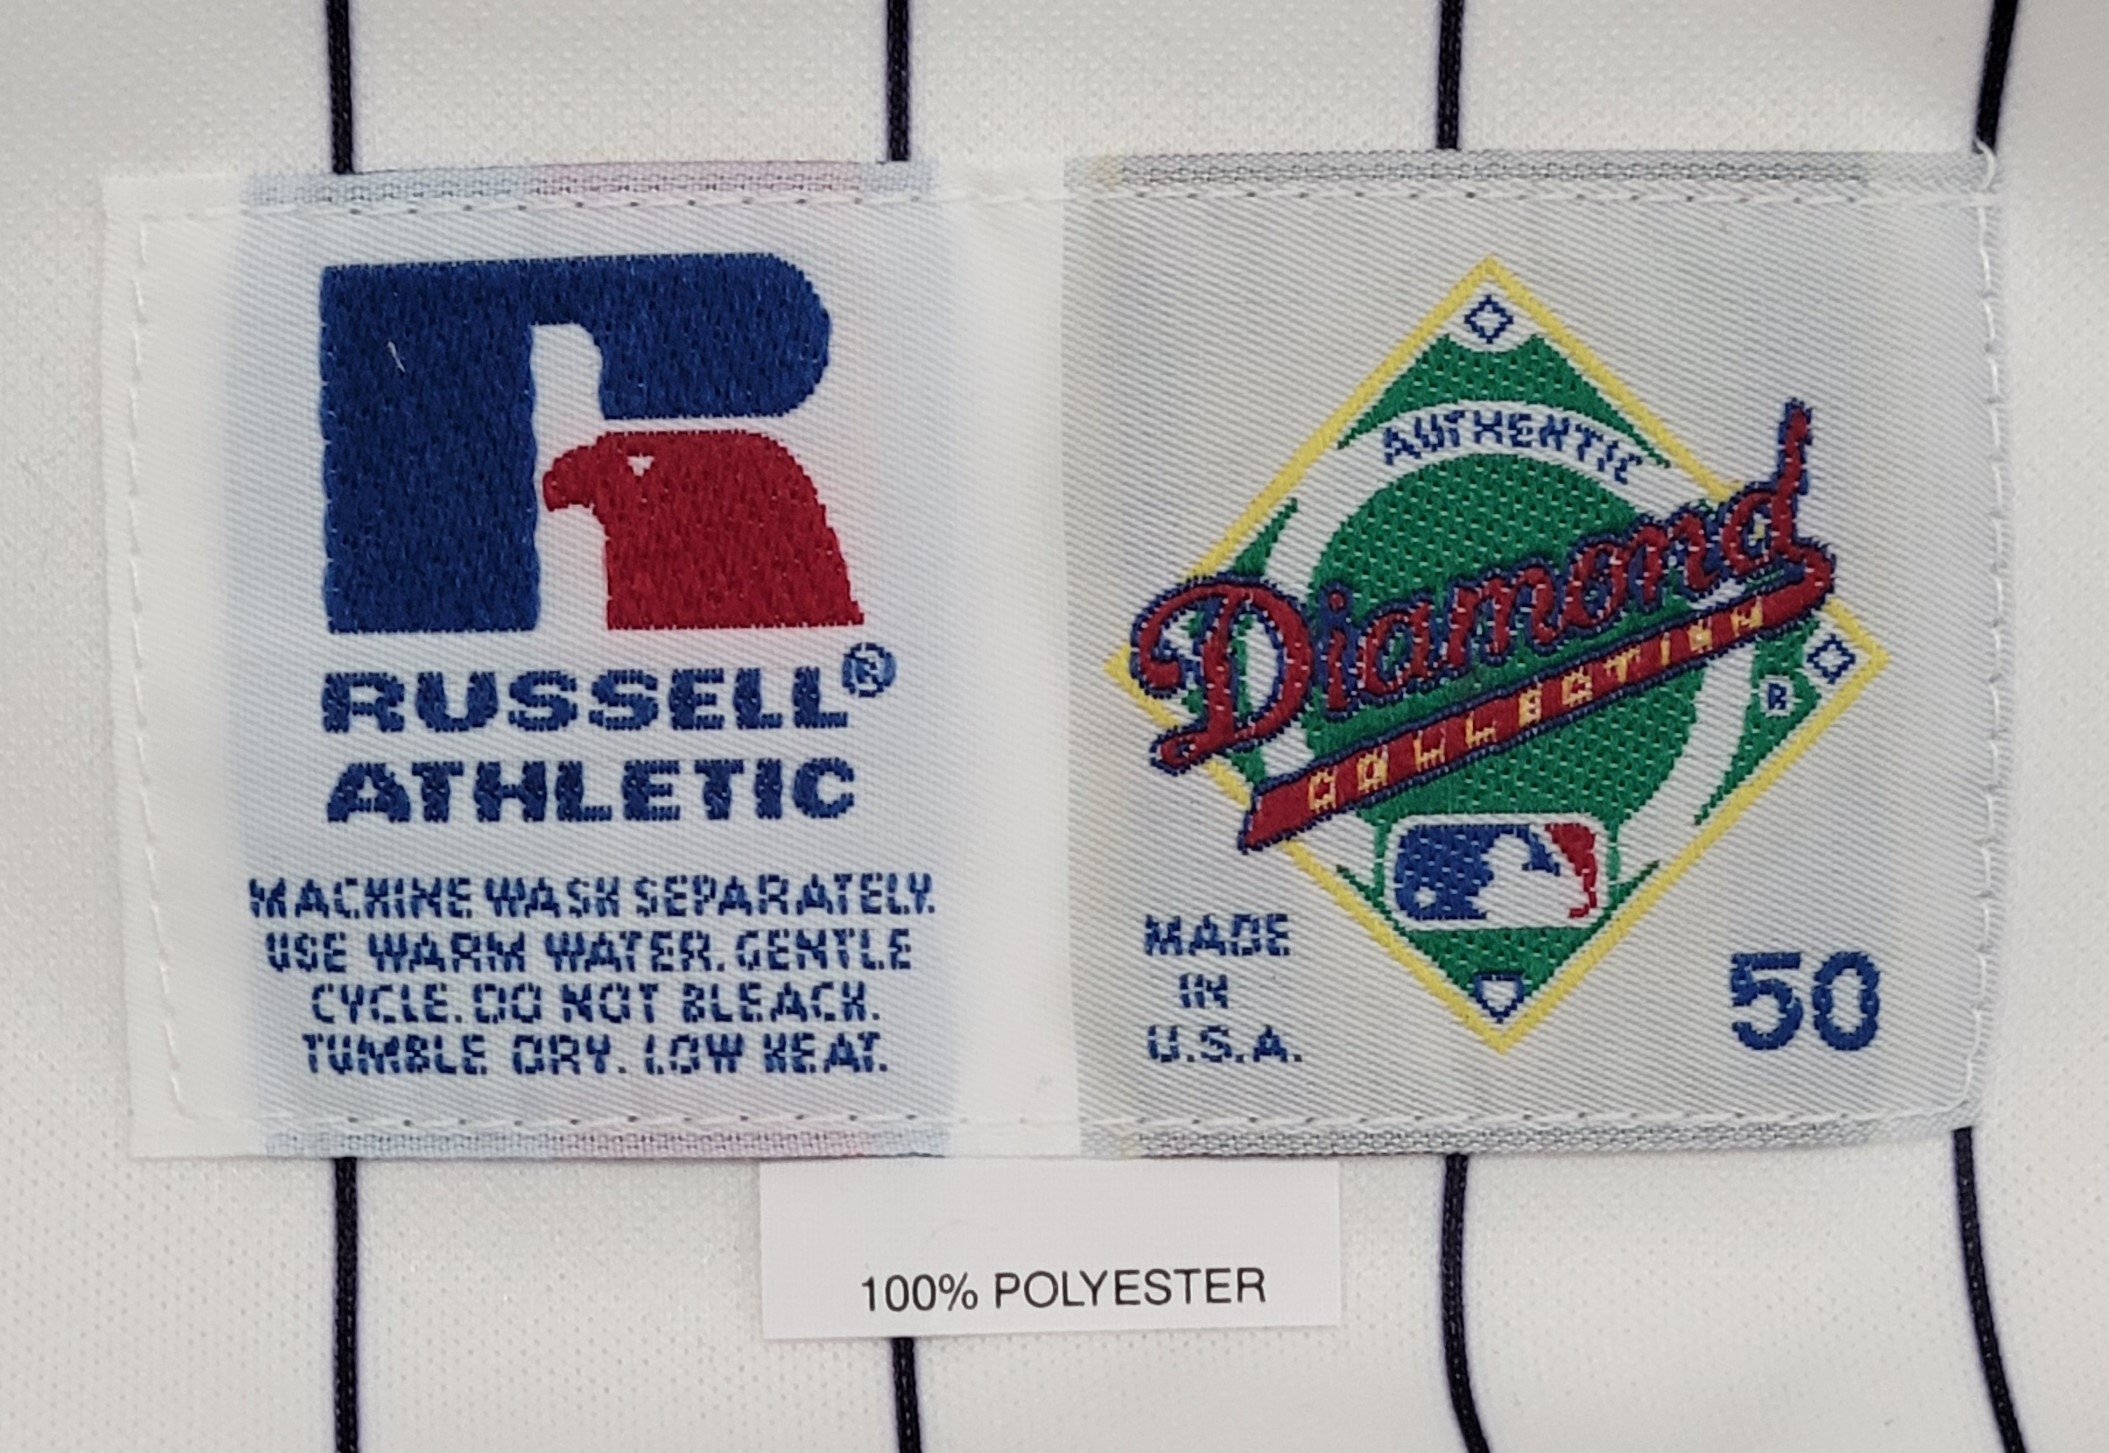 RUSSELL®
ATHLETIC
MACHINE WASH SEPARATELY.
USE WARM WATER. GENTLE
CYCLE. DO NOT BLEACH.
TUMBLE DRY. LOW HEAT.
AUTHENTIC
Diamond
COLLECTION
®
MADE
IN
U.S.A.
50
100% POLYESTER